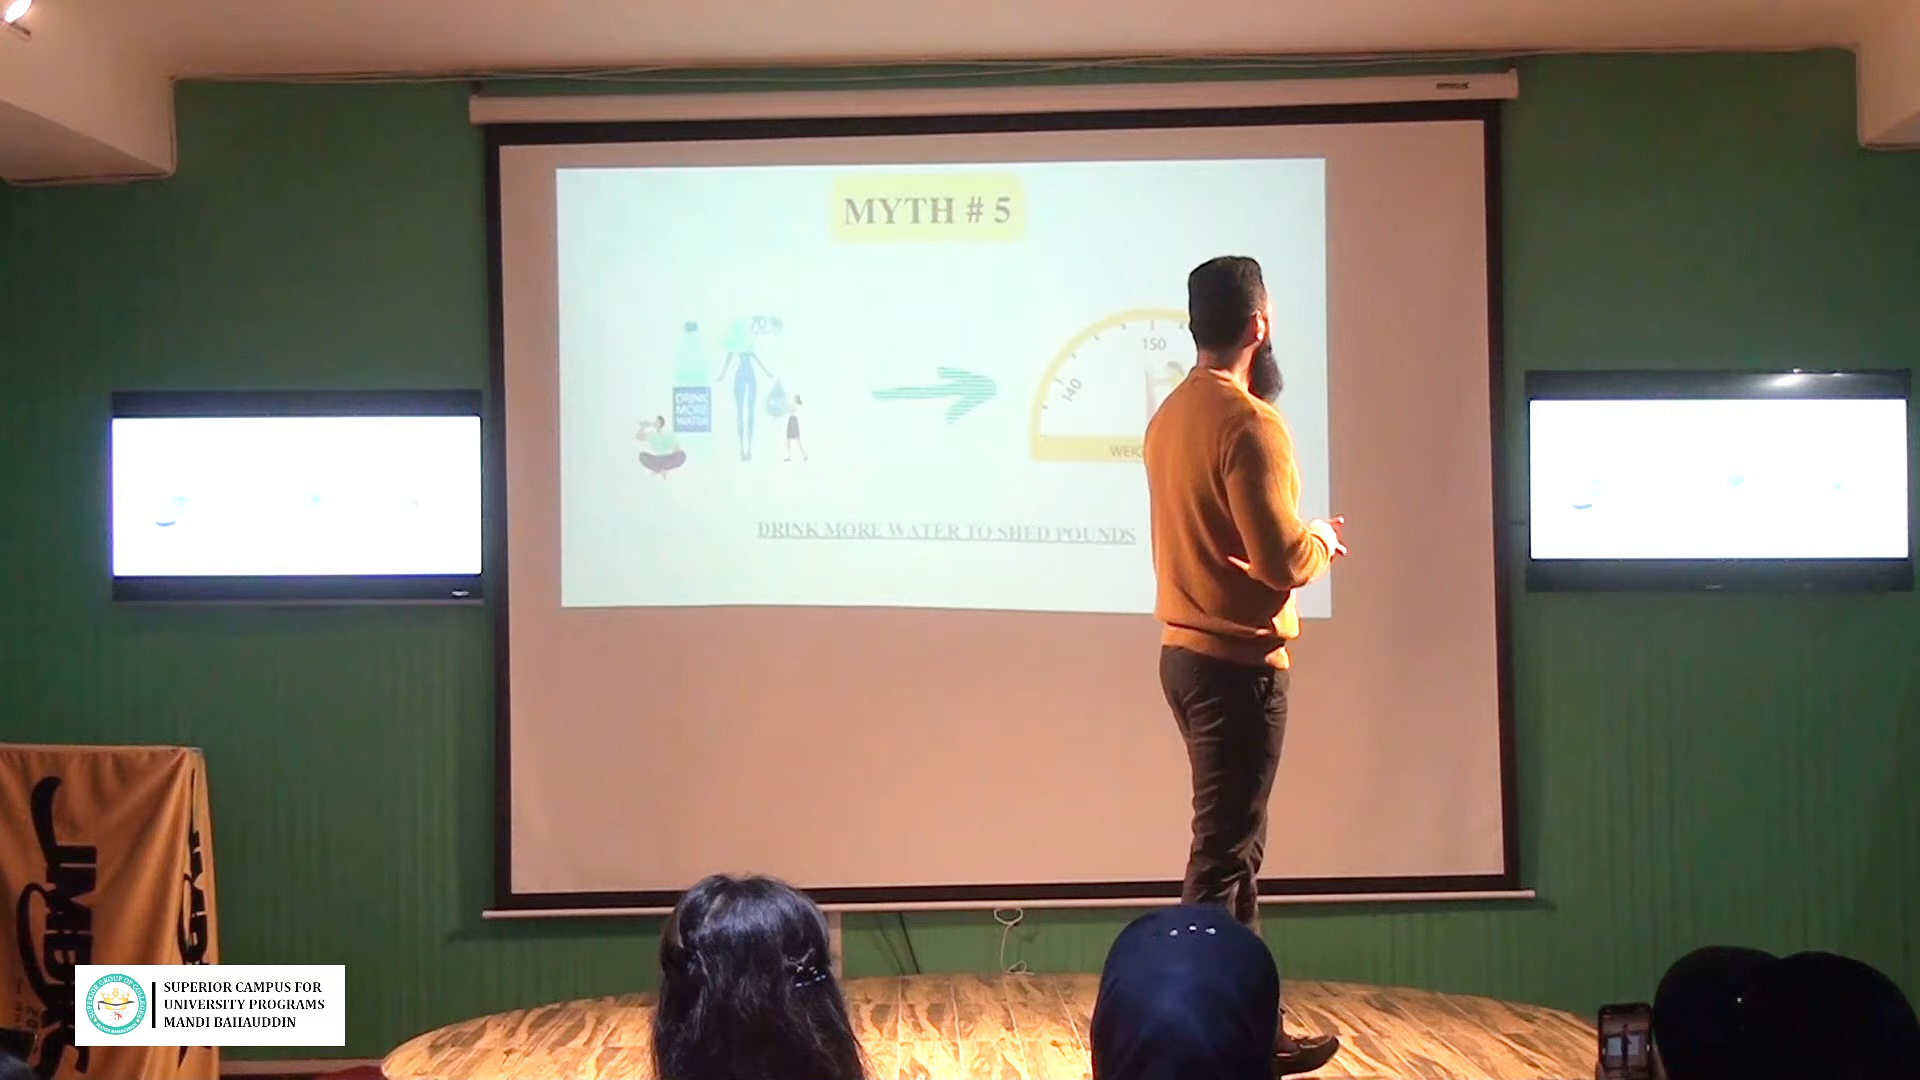 MYTH # 5
70 %
DRINK
MORE
WATER
140
150
DRINK MORE WATER TO SHED POUNDS
SUPERIOR CAMPUS FOR
UNIVERSITY PROGRAMS
MANDI BAHAUDDIN